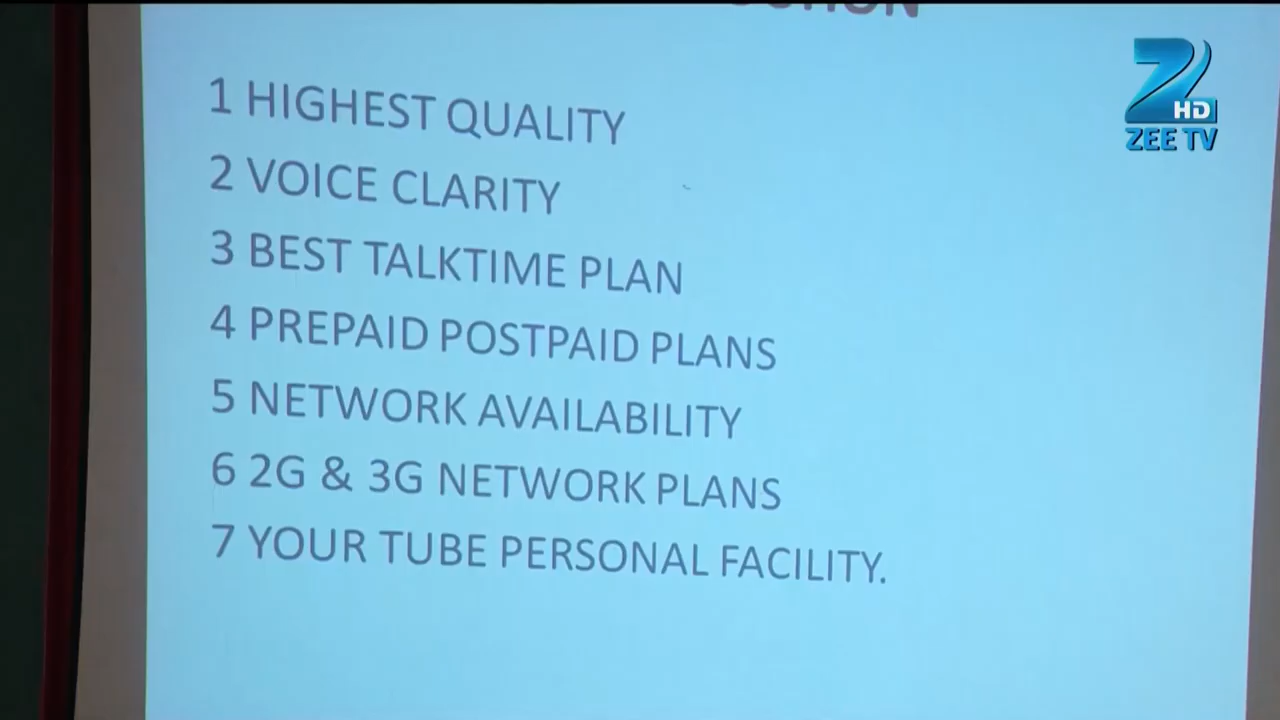 1 HIGHEST QUALITY
2 VOICE CLARITY
3 BEST TALKTIME PLAN
4 PREPAID POSTPAID PLANS
5 NETWORK AVAILABILITY
6 2G & 3G NETWORK PLANS
7 YOUR TUBE PERSONAL FACILITY.
HD
ZEE TV